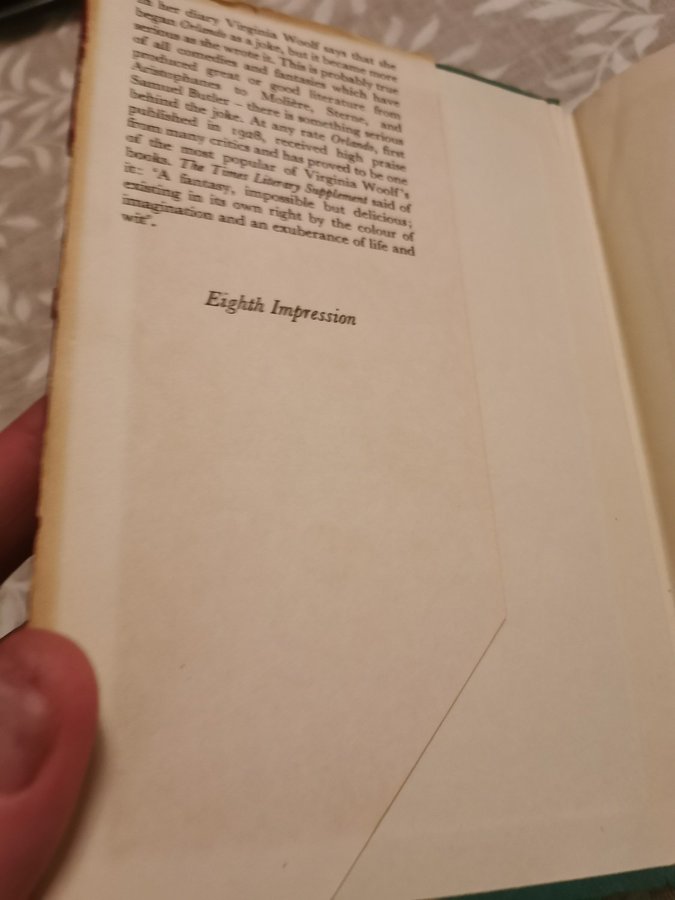 In her diary Virginia Woolf says that she
began Orlando as a joke, but it became more
serious as she wrote it. This is probably true
of all comedies and fantasies which have
produced great or good literature from
Aristophanes to Molière, Sterne, and
Samuel Butler – there is something serious
behind the joke. At any rate Orlando, first
published in 1928, received high praise
from many critics and has proved to be one
of the most popular of Virginia Woolf's
books. The Times Literary Supplement said of
it: 'A fantasy, impossible but delicious;
existing in its own right by the colour of
imagination and an exuberance of life and
wit'.
Eighth Impression